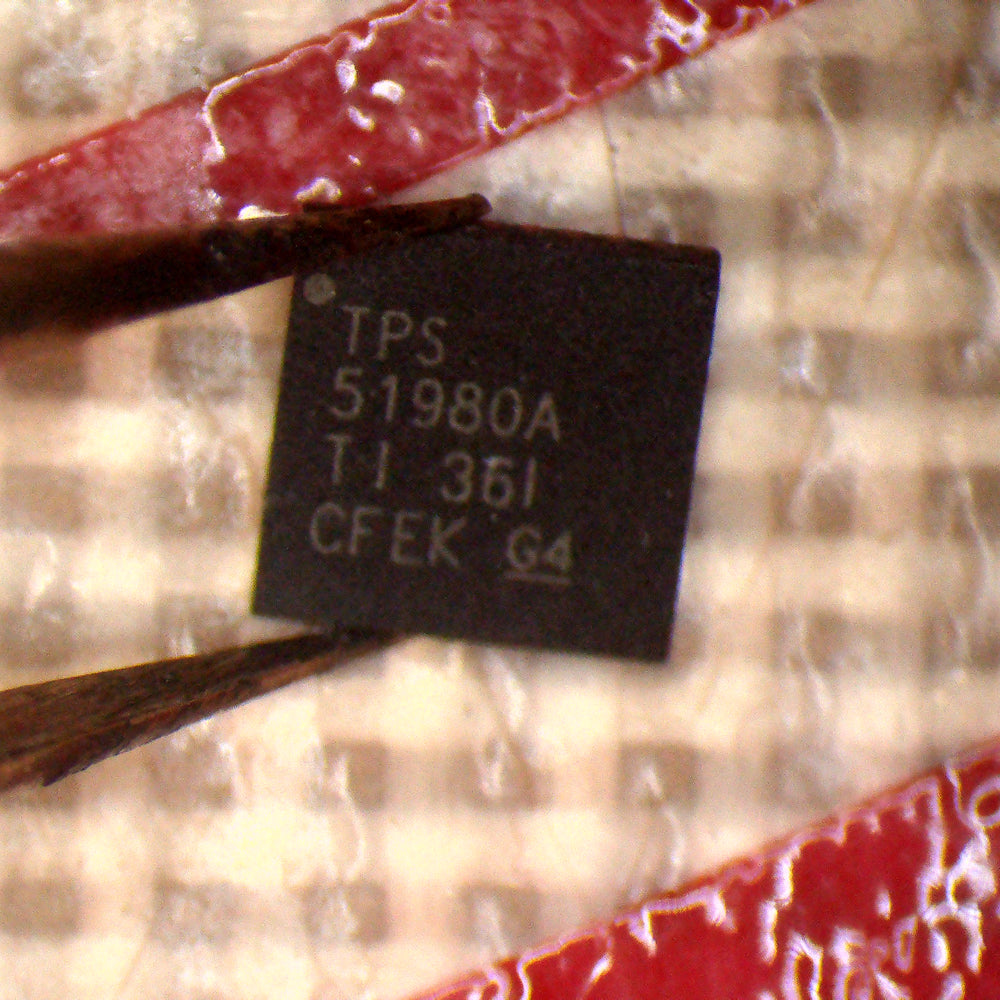 TPS
51980A
TI 36I
CFEK G4